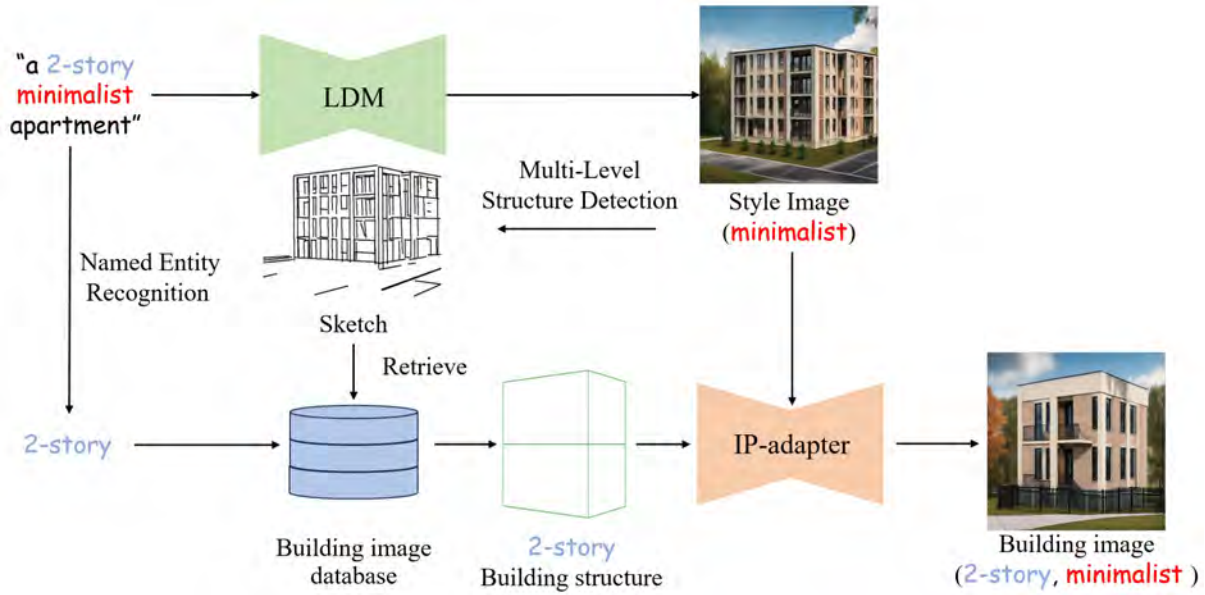 “a 2-story
minimalist
apartment”
LDM
Multi-Level
Structure Detection
Style Image
(minimalist)
Named Entity
Recognition
Sketch
Retrieve
2-story
IP-adapter
Building image
database
2-story
Building structure
Building image
(2-story, minimalist )